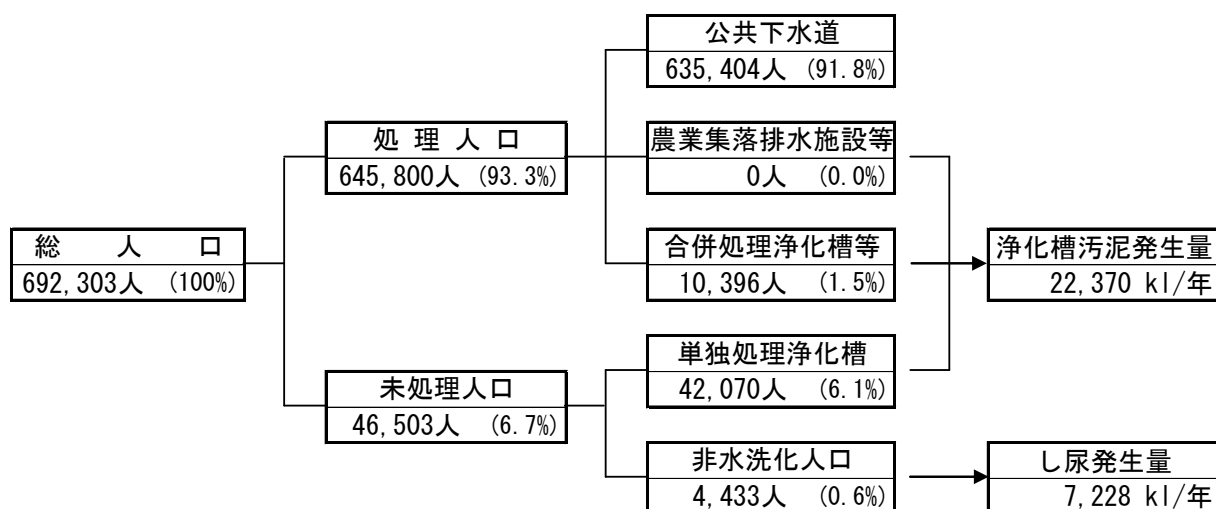 公共下水道
635,404人 (91.8%)
処理人口
645,800人 (93.3%)
農業集落排水施設等
0人 (0.0%)
総人口
692,303人 (100%)
合併処理浄化槽等
10,396人 (1.5%)
浄化槽汚泥発生量
22,370 kl/年
未処理人口
46,503人 (6.7%)
単独処理浄化槽
42,070人 (6.1%)
非水洗化人口
4,433人 (0.6%)
し尿発生量
7,228 kl/年